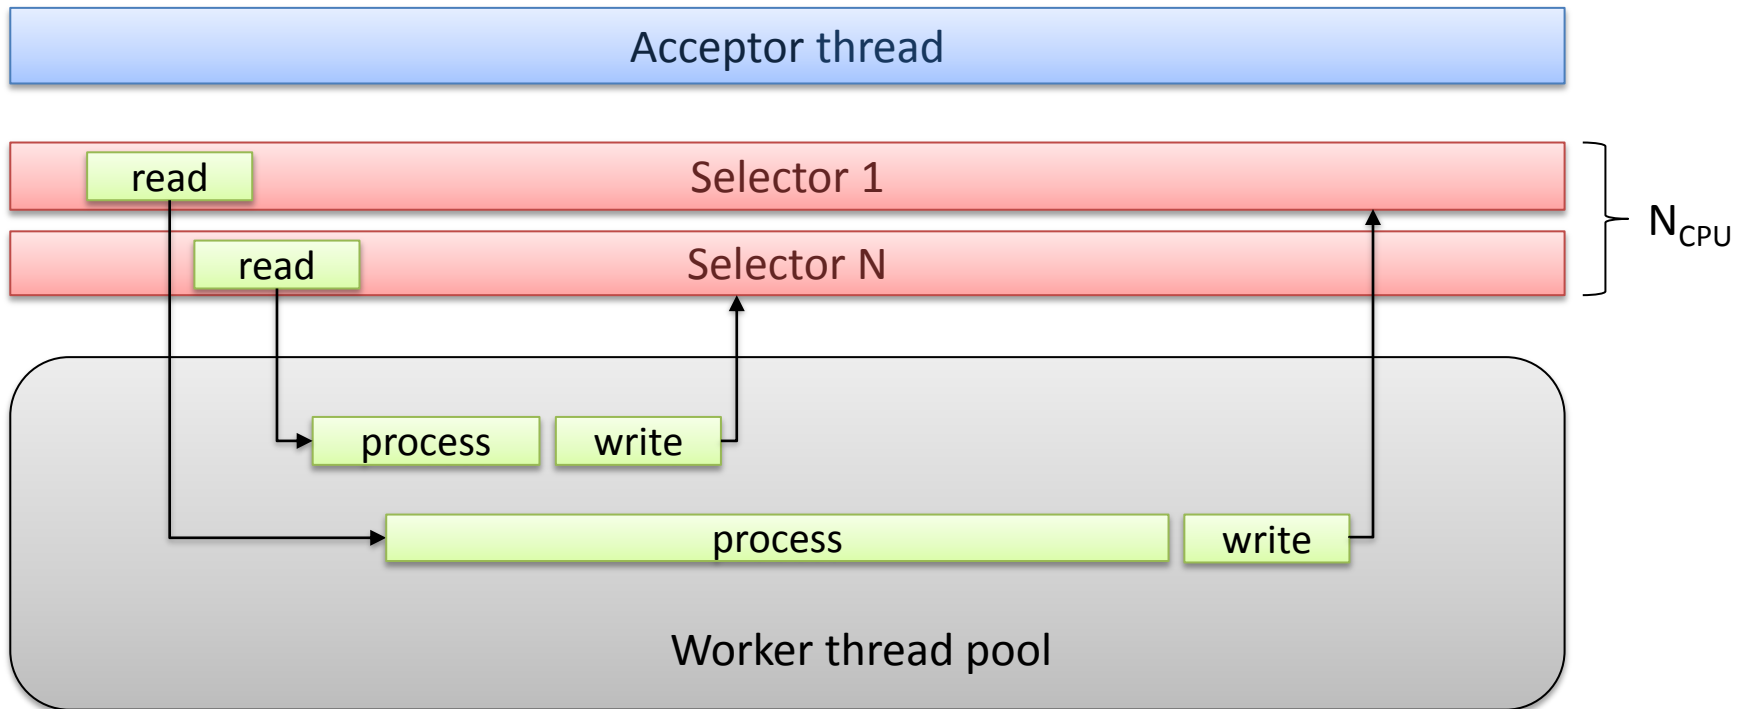 Acceptor thread
read
Selector 1
N_CPU
read
Selector N
process
write
process
write
Worker thread pool